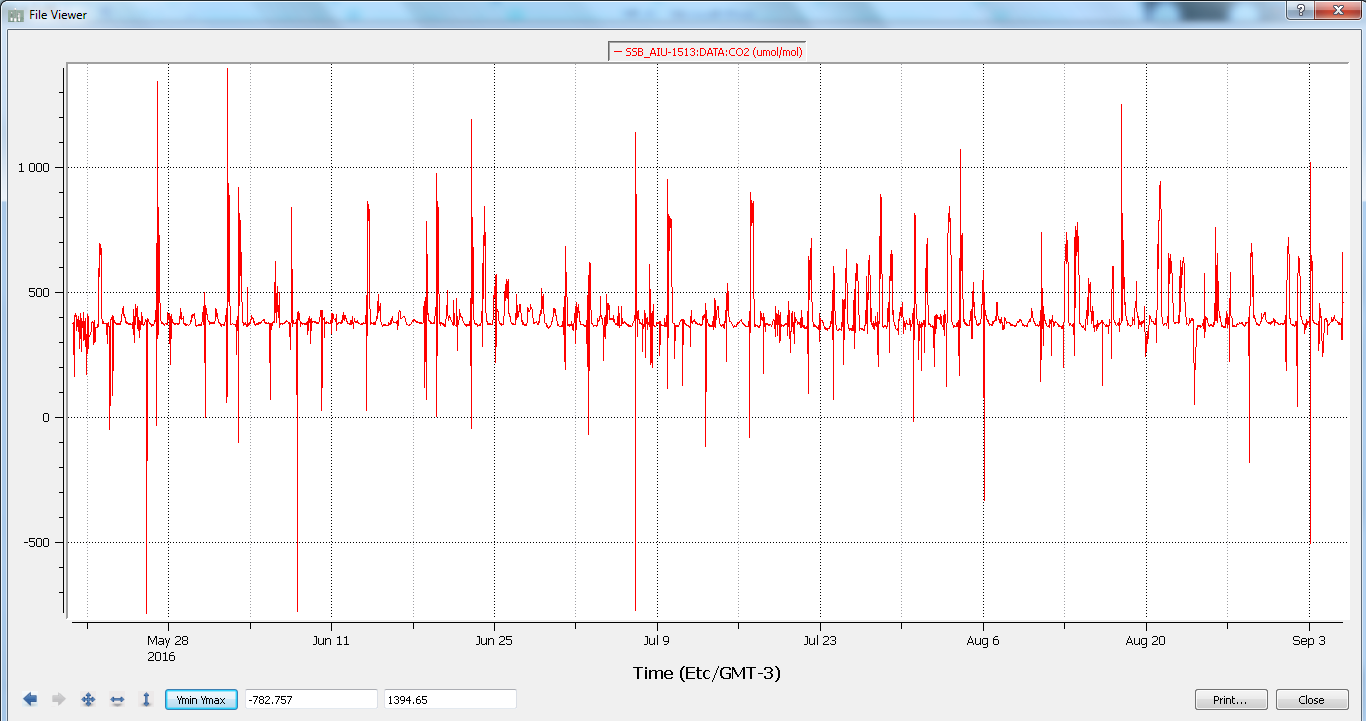 File Viewer
?
SSB_AIU-1513:DATA:CO2 (umol/mol)
1 000
500
0
-500
May 28 Jun 11 Jun 25 Jul 9 Jul 23 Aug 6 Aug 20 Sep 3
2016
Time (Etc/GMT-3)
Ymin Ymax -782.757 1394.65 Print... Close